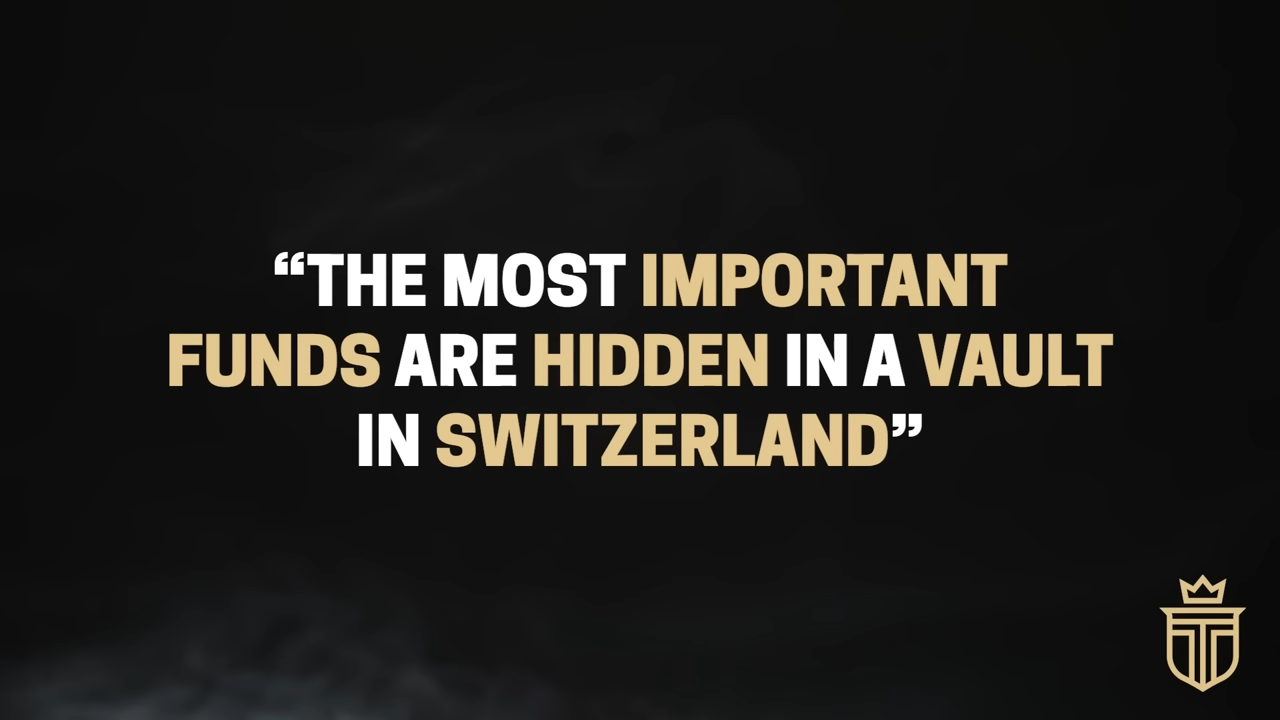 “THE MOST IMPORTANT
FUNDS ARE HIDDEN IN A VAULT
IN SWITZERLAND”